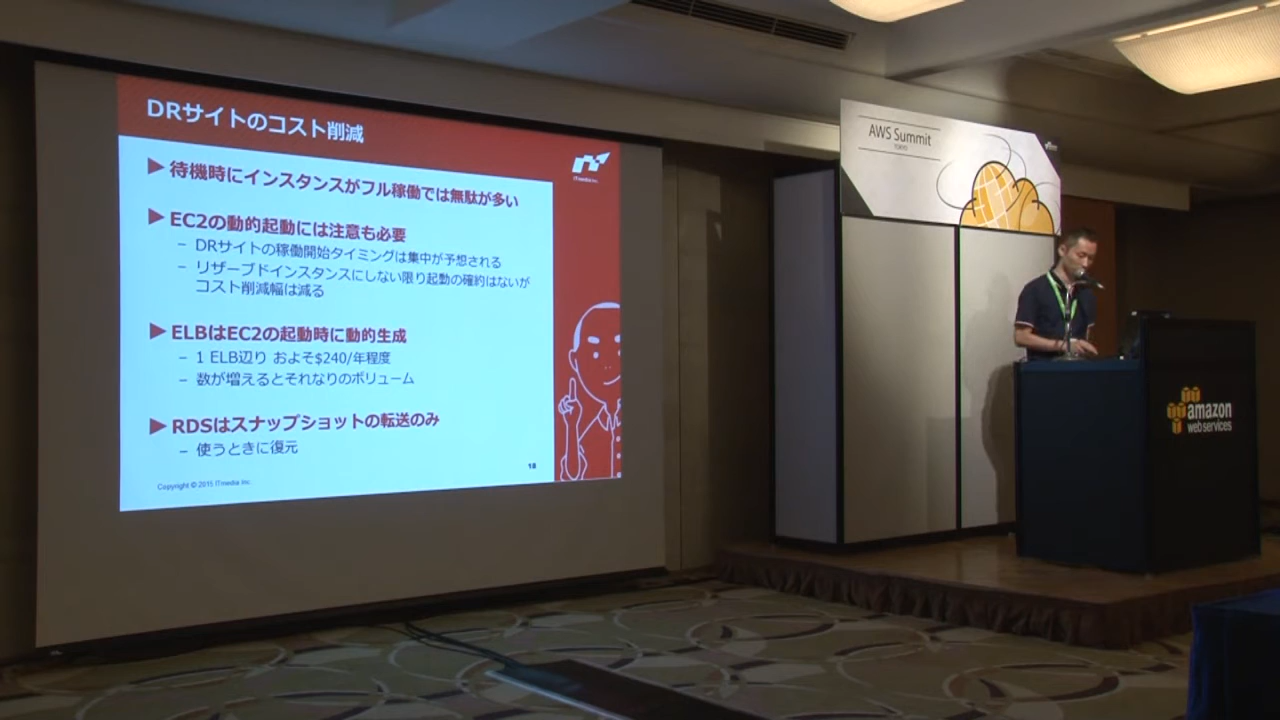 DRサイトのコスト削減
ITmedia Inc.
▶待機時にインスタンスがフル稼働では無駄が多い
▶EC2の動的起動には注意も必要
– DRサイトの稼働開始タイミングは集中が予想される
– リザーブドインスタンスにしない限り起動の確約はないが
コスト削減幅は減る
▶ELBはEC2の起動時に動的生成
– 1 ELB辺り およそ$240/年程度
– 数が増えるとそれなりのボリューム
▶RDSはスナップショットの転送のみ
– 使うときに復元
18
Copyright © 2015 ITmedia Inc.
AWS Summit
TOKYO
amazon
web services